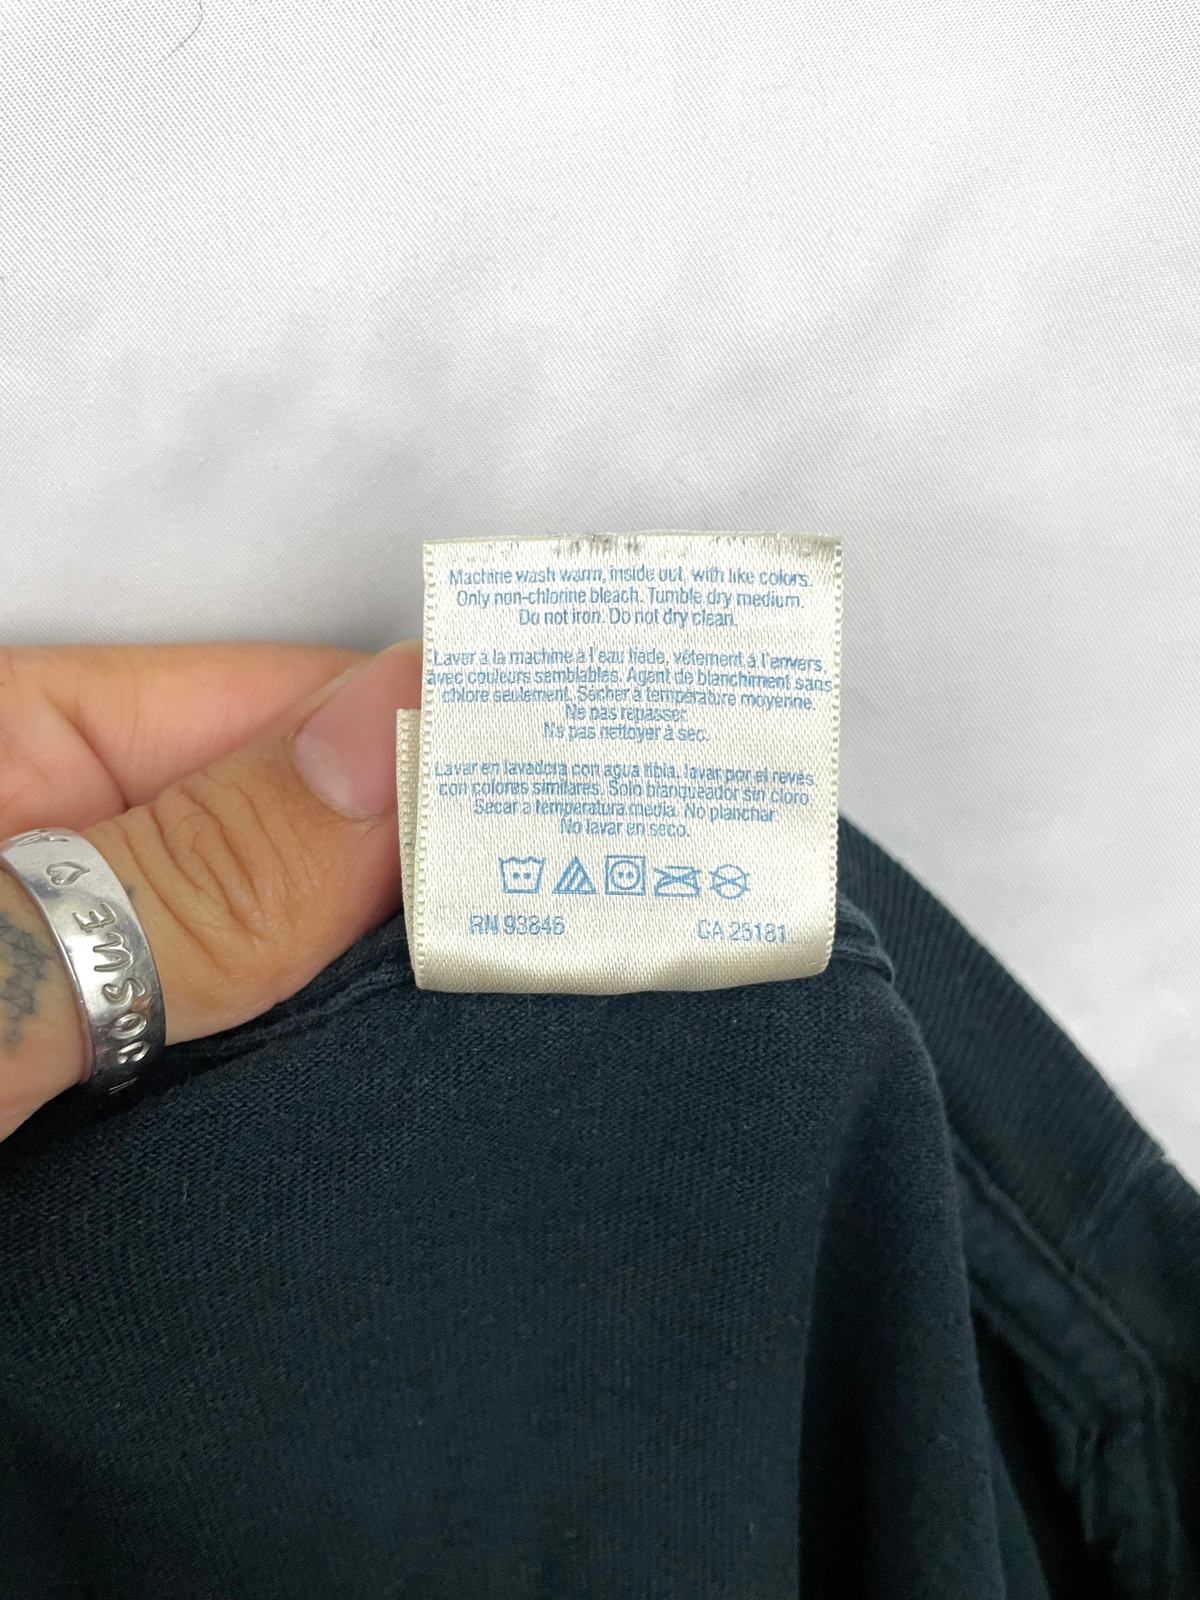 Machine wash warm, inside out, with like colors.
Only non-chlorine bleach. Tumble dry medium.
Do not iron. Do not dry clean.
Laver à la machine à l'eau tiède, vêtement à l'envers,
avec couleurs semblables. Agent de blanchiment sans
chlore seulement. Sécher à température moyenne.
Ne pas repasser.
Ne pas nettoyer à sec.
Lavar en lavadora con agua tibia, lavar por el revés
con colores similares. Solo blanqueador sin cloro.
Secar a temperatura media. No planchar
No lavar en seco.
RN 93846 CA 25181
JOSUE